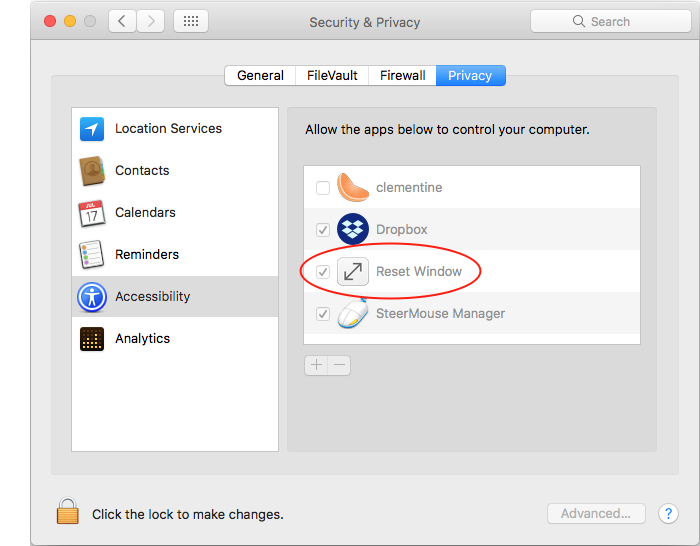 Security & Privacy
Search
General
FileVault
Firewall
Privacy
Location Services
Contacts
Calendars
Reminders
Accessibility
Analytics
JUL
17
Allow the apps below to control your computer.
clementine
Dropbox
Reset Window
SteerMouse Manager
Click the lock to make changes.
Advanced...
?